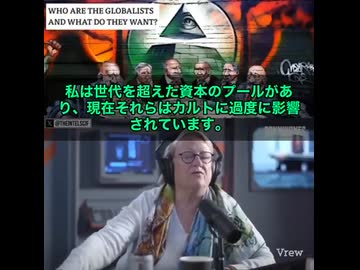 WHO ARE THE GLOBALISTS
AND WHAT DO THEY WANT?
私は世代を超えた資本のプールがあ
り、現在それらはカルトに過度に影響
されています。
@THEINTELSCIF
Vrew